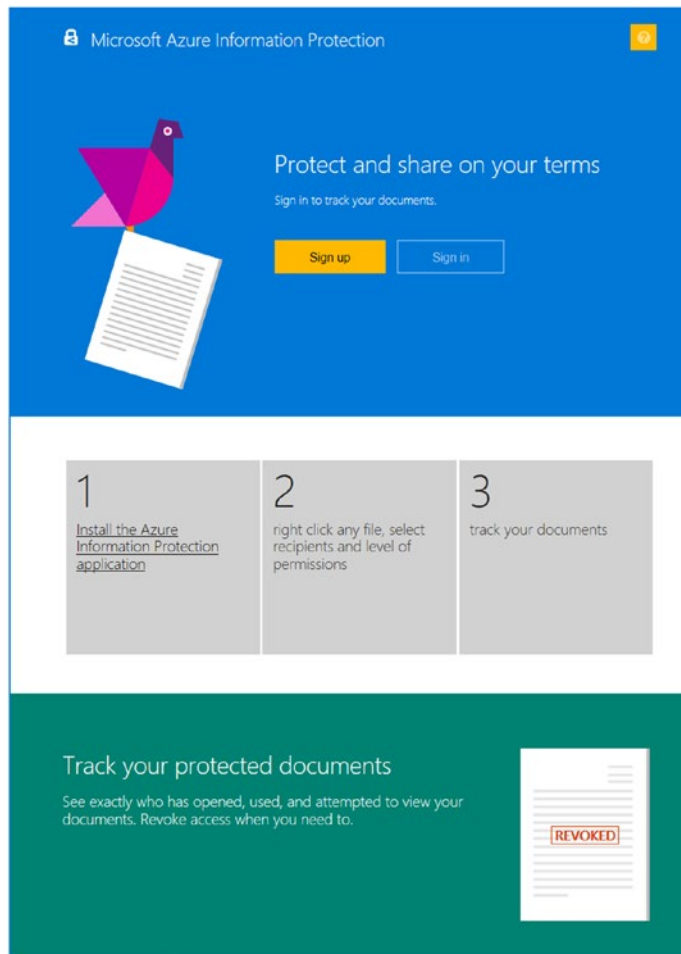 Microsoft Azure Information Protection
Protect and share on your terms
Sign in to track your documents.
Sign up
Sign in
1
Install the Azure
Information Protection
application
2
right click any file, select
recipients and level of
permissions
3
track your documents
Track your protected documents
See exactly who has opened, used, and attempted to view your
documents. Revoke access when you need to.
REVOKED